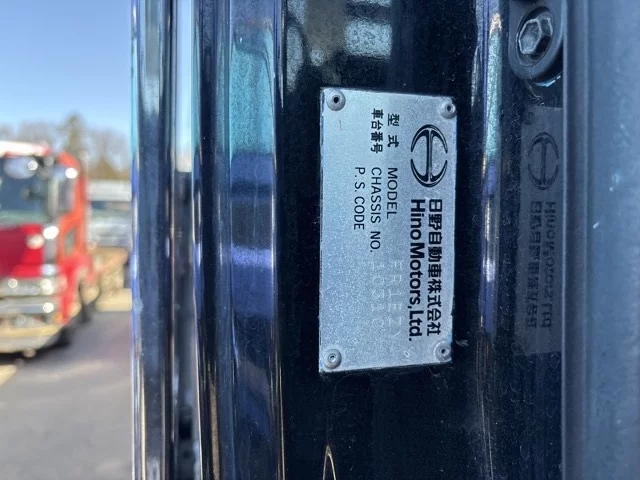 日野自動車株式会社
Hino Motors, Ltd.
型式 MODEL
車台番号 CHASSIS NO.
P.S.CODE